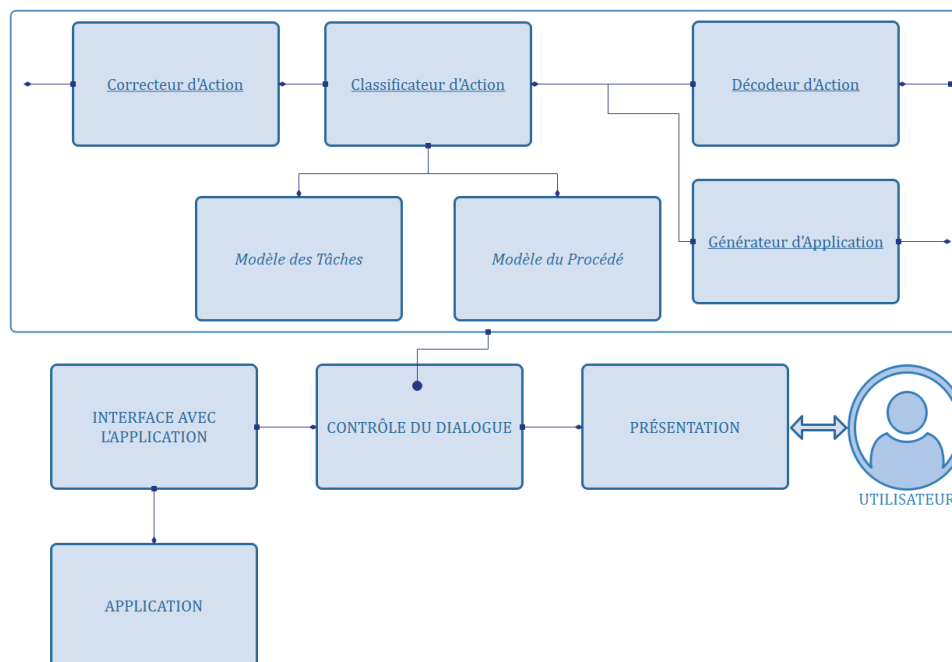 Correcteur d'Action
Classificateur d'Action
Décodeur d'Action
Modèle des Tâches
Modèle du Procédé
Générateur d'Application
INTERFACE AVEC
L'APPLICATION
CONTRÔLE DU DIALOGUE
PRÉSENTATION
UTILISATEUR
APPLICATION